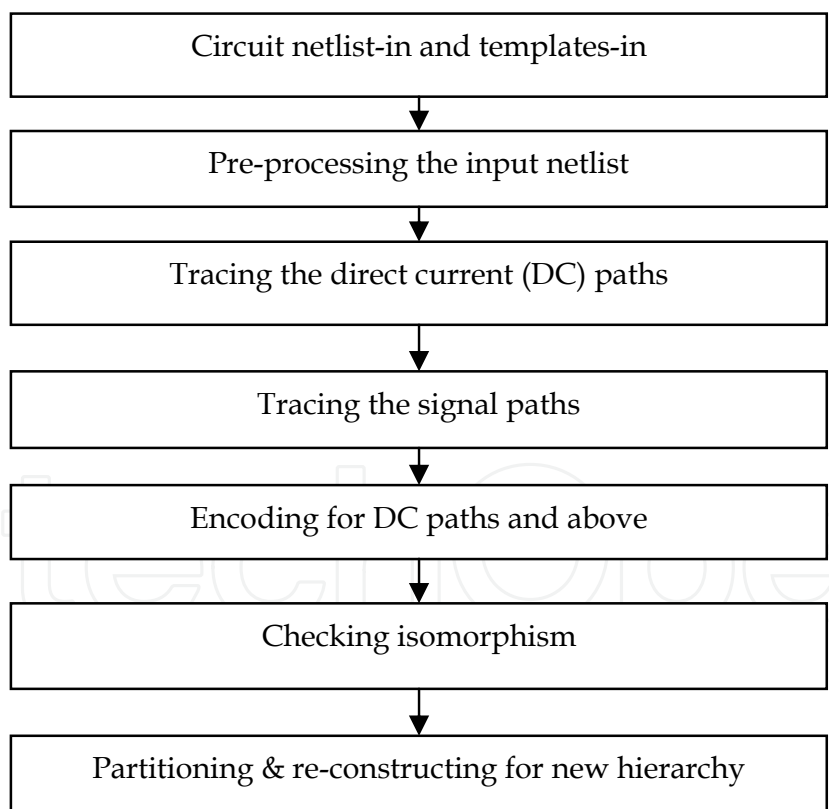 Circuit netlist-in and templates-in
Pre-processing the input netlist
Tracing the direct current (DC) paths
Tracing the signal paths
Encoding for DC paths and above
Checking isomorphism
Partitioning & re-constructing for new hierarchy